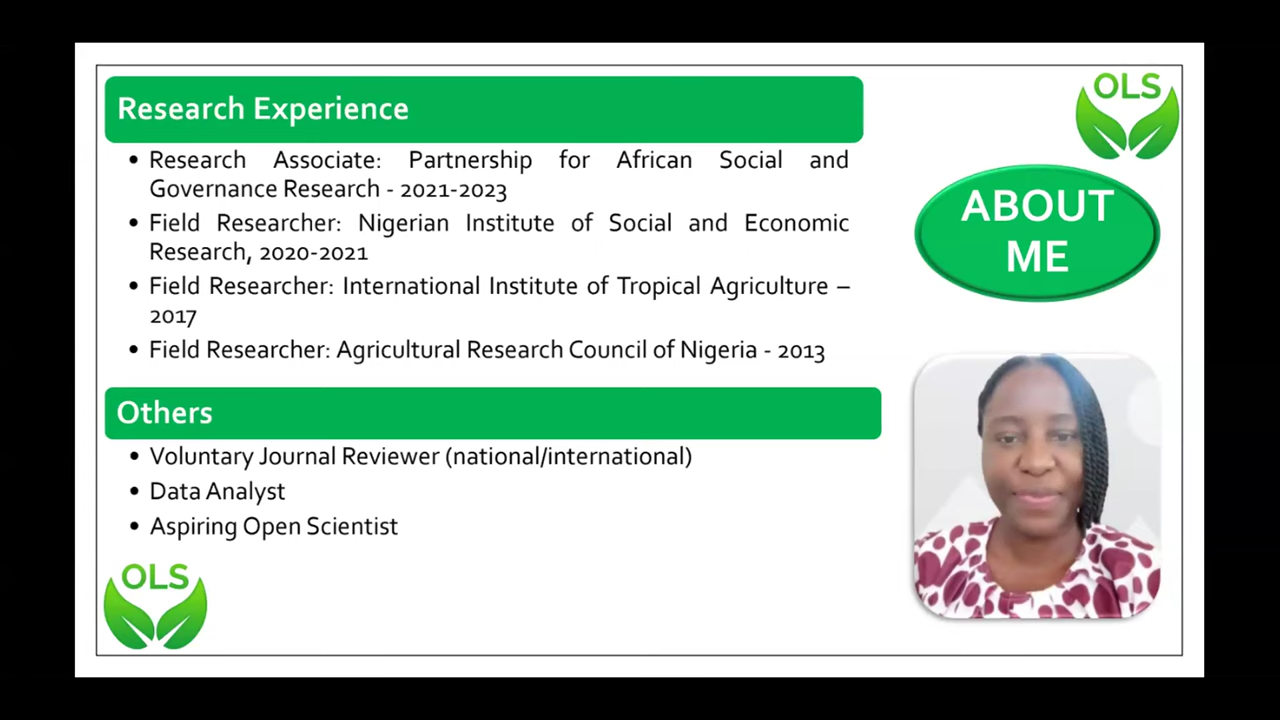 Research Experience
• Research Associate: Partnership for African Social and
Governance Research - 2021-2023
• Field Researcher: Nigerian Institute of Social and Economic
Research, 2020-2021
• Field Researcher: International Institute of Tropical Agriculture –
2017
• Field Researcher: Agricultural Research Council of Nigeria - 2013
Others
• Voluntary Journal Reviewer (national/international)
• Data Analyst
• Aspiring Open Scientist
OLS
OLS
ABOUT
ME